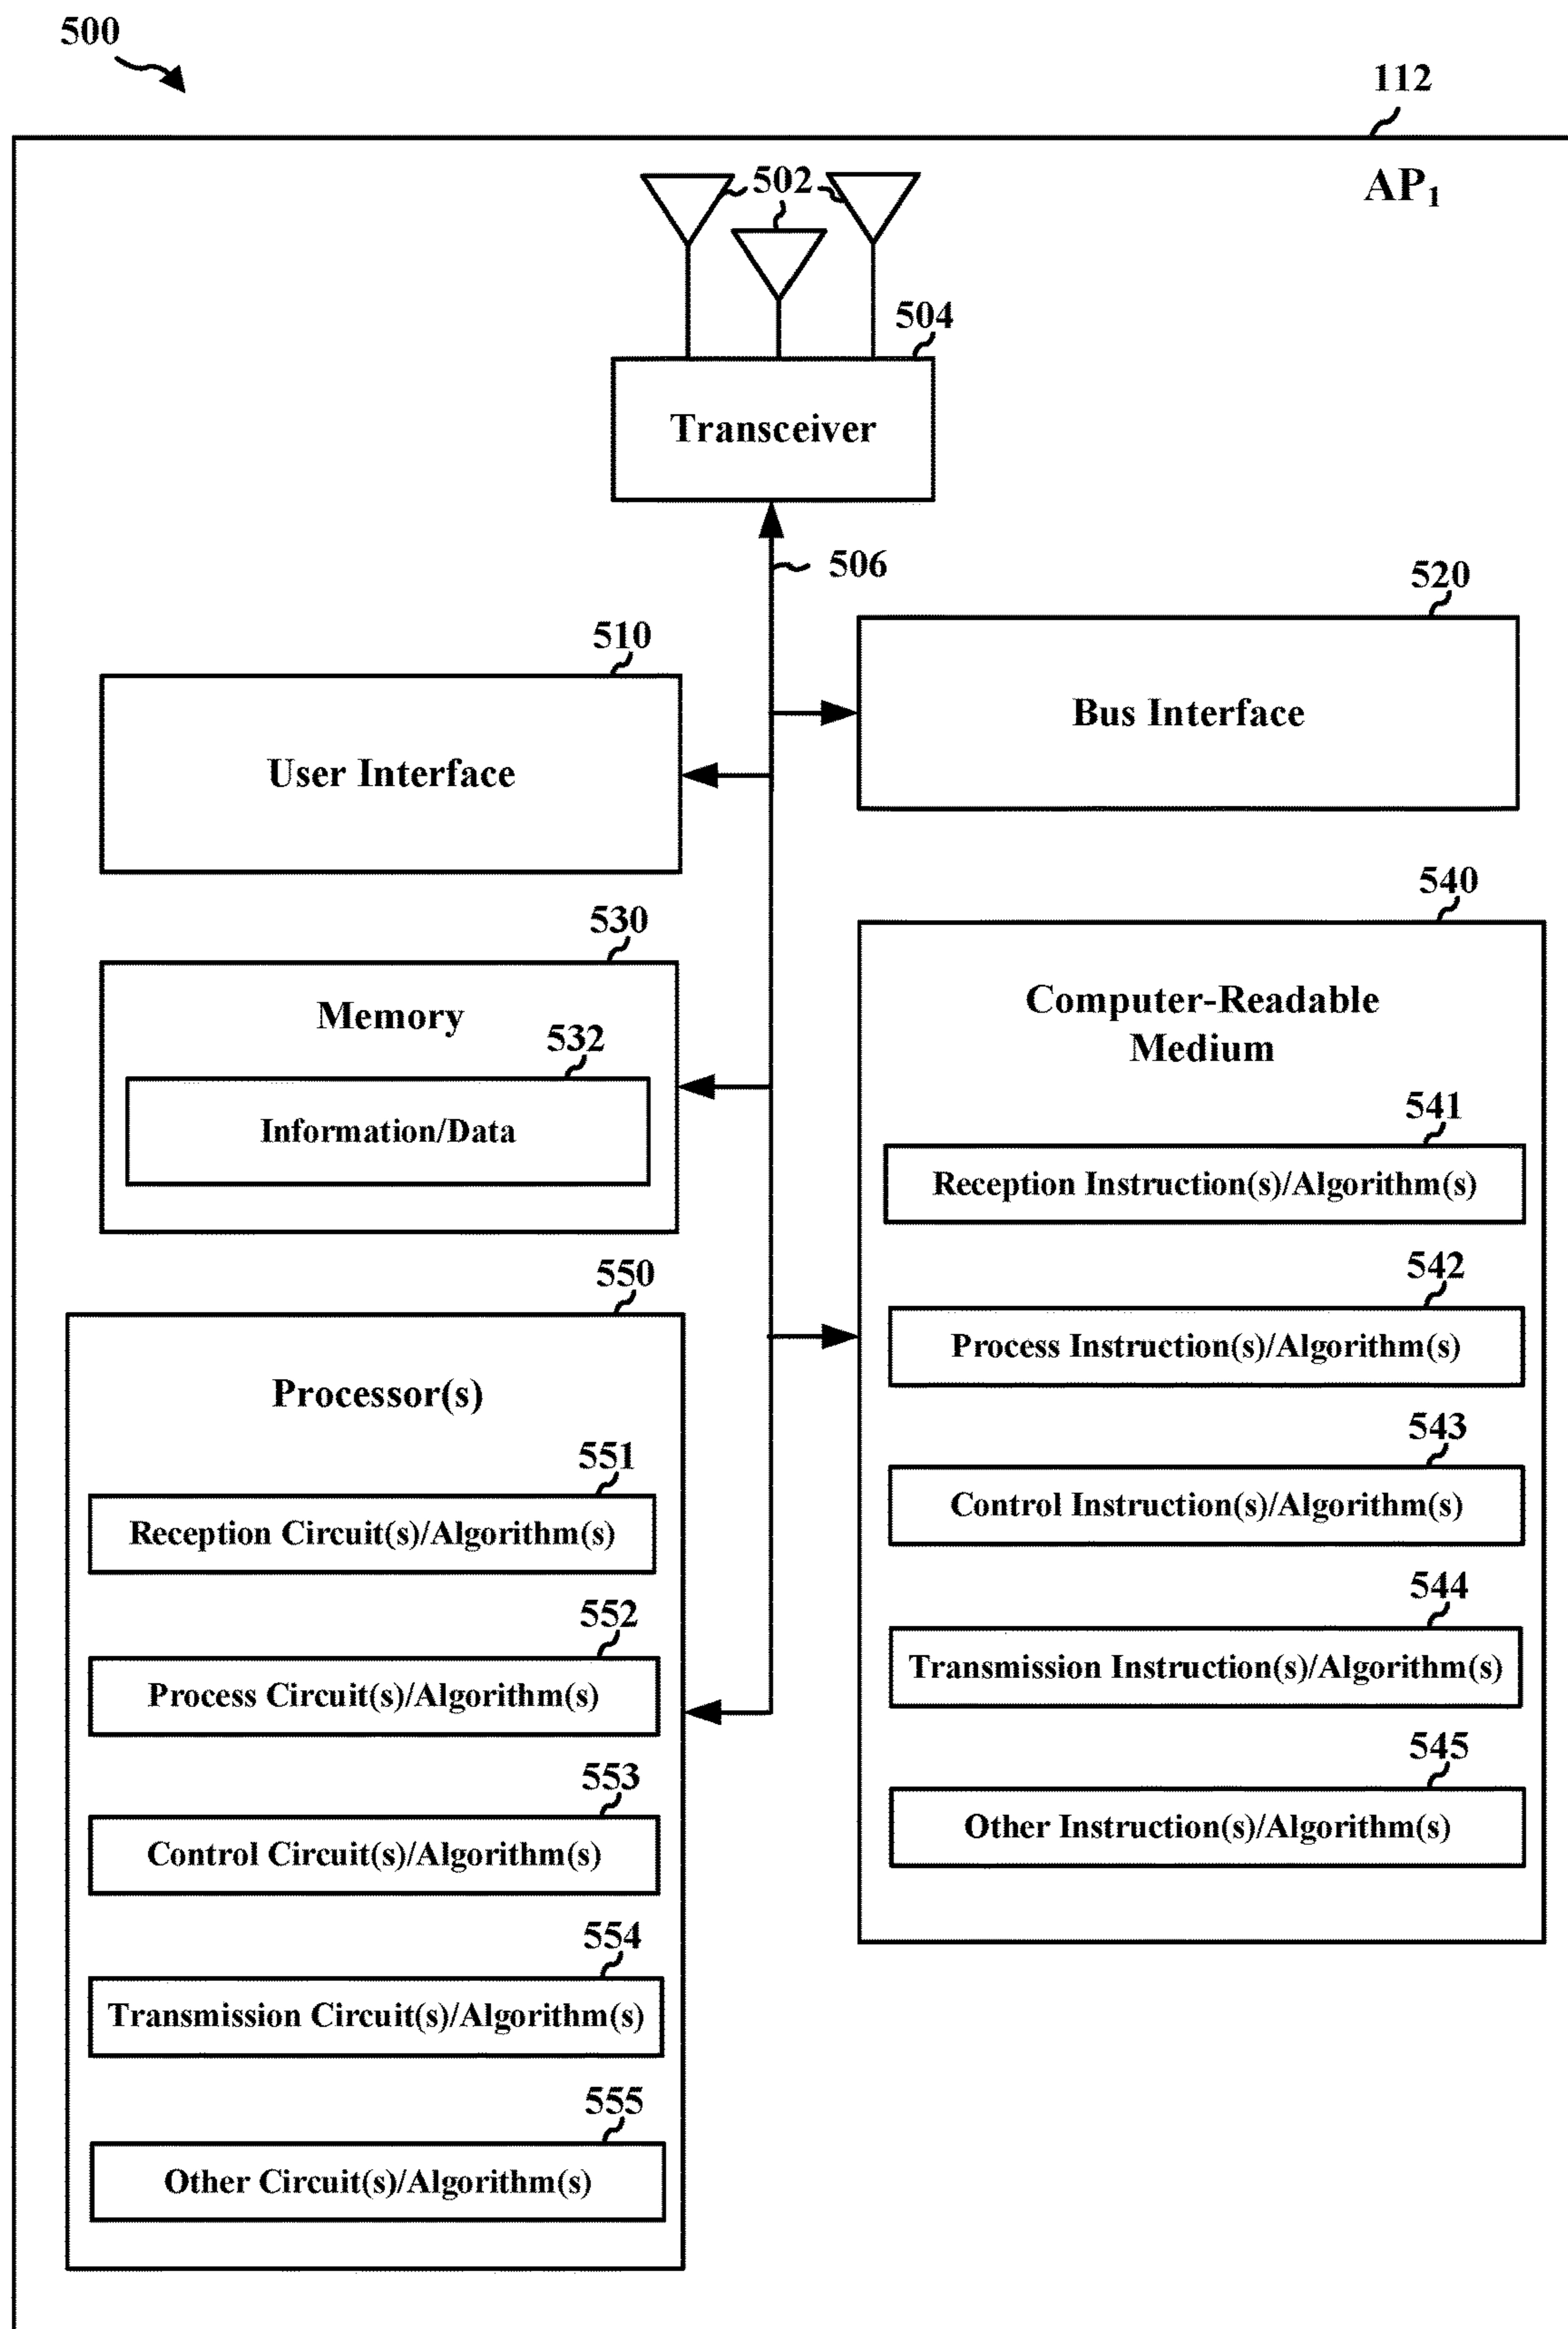 500
112
AP₁
502
504
Transceiver
506
520
Bus Interface
510
User Interface
530
Memory
532
Information/Data
540
Computer-Readable
Medium
541
Reception Instruction(s)/Algorithm(s)
542
Process Instruction(s)/Algorithm(s)
543
Control Instruction(s)/Algorithm(s)
544
Transmission Instruction(s)/Algorithm(s)
545
Other Instruction(s)/Algorithm(s)
550
Processor(s)
551
Reception Circuit(s)/Algorithm(s)
552
Process Circuit(s)/Algorithm(s)
553
Control Circuit(s)/Algorithm(s)
554
Transmission Circuit(s)/Algorithm(s)
555
Other Circuit(s)/Algorithm(s)